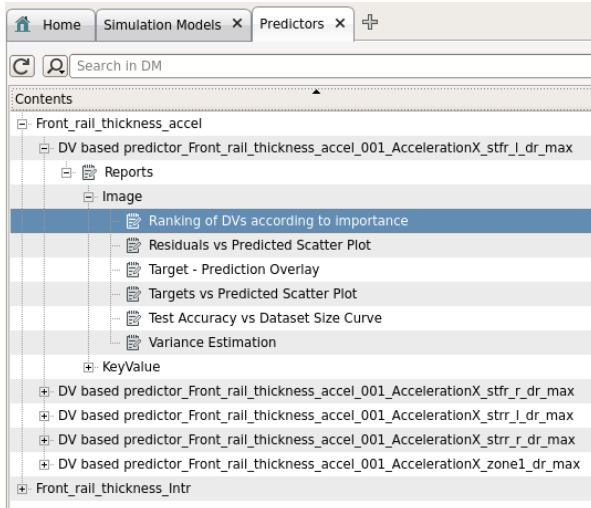 Home
Simulation Models
Predictors
Search in DM
Contents
Front_rail_thickness_accel
DV based predictor_Front_rail_thickness_accel_001_AccelerationX_stfr_l_dr_max
Reports
Image
Ranking of DVs according to importance
Residuals vs Predicted Scatter Plot
Target - Prediction Overlay
Targets vs Predicted Scatter Plot
Test Accuracy vs Dataset Size Curve
Variance Estimation
KeyValue
DV based predictor_Front_rail_thickness_accel_001_AccelerationX_stfr_r_dr_max
DV based predictor_Front_rail_thickness_accel_001_AccelerationX_strr_l_dr_max
DV based predictor_Front_rail_thickness_accel_001_AccelerationX_strr_r_dr_max
DV based predictor_Front_rail_thickness_accel_001_AccelerationX_zone1_dr_max
Front_rail_thickness_Intr